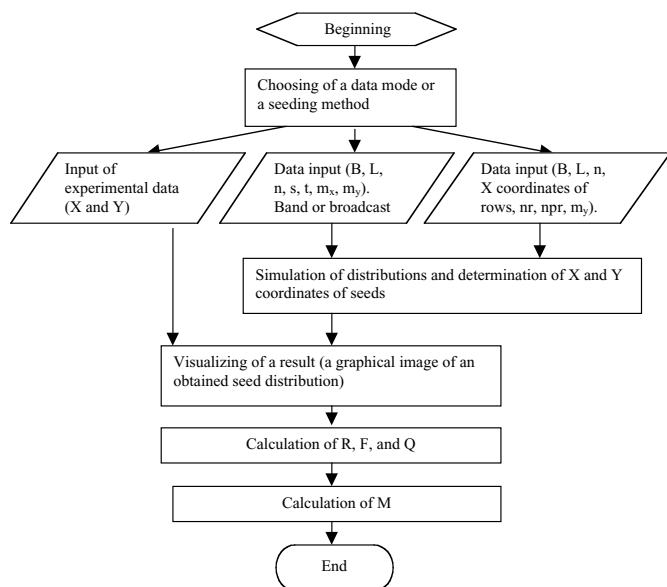 Beginning
Choosing of a data mode or
a seeding method
Input of
experimental data
(X and Y)
Data input (B, L,
n, s, t, mx, my).
Band or broadcast
Data input (B, L, n,
X coordinates of
rows, nr, npr, my).
Simulation of distributions and determination of X and Y
coordinates of seeds
Visualizing of a result (a graphical image of an
obtained seed distribution)
Calculation of R, F, and Q
Calculation of M
End